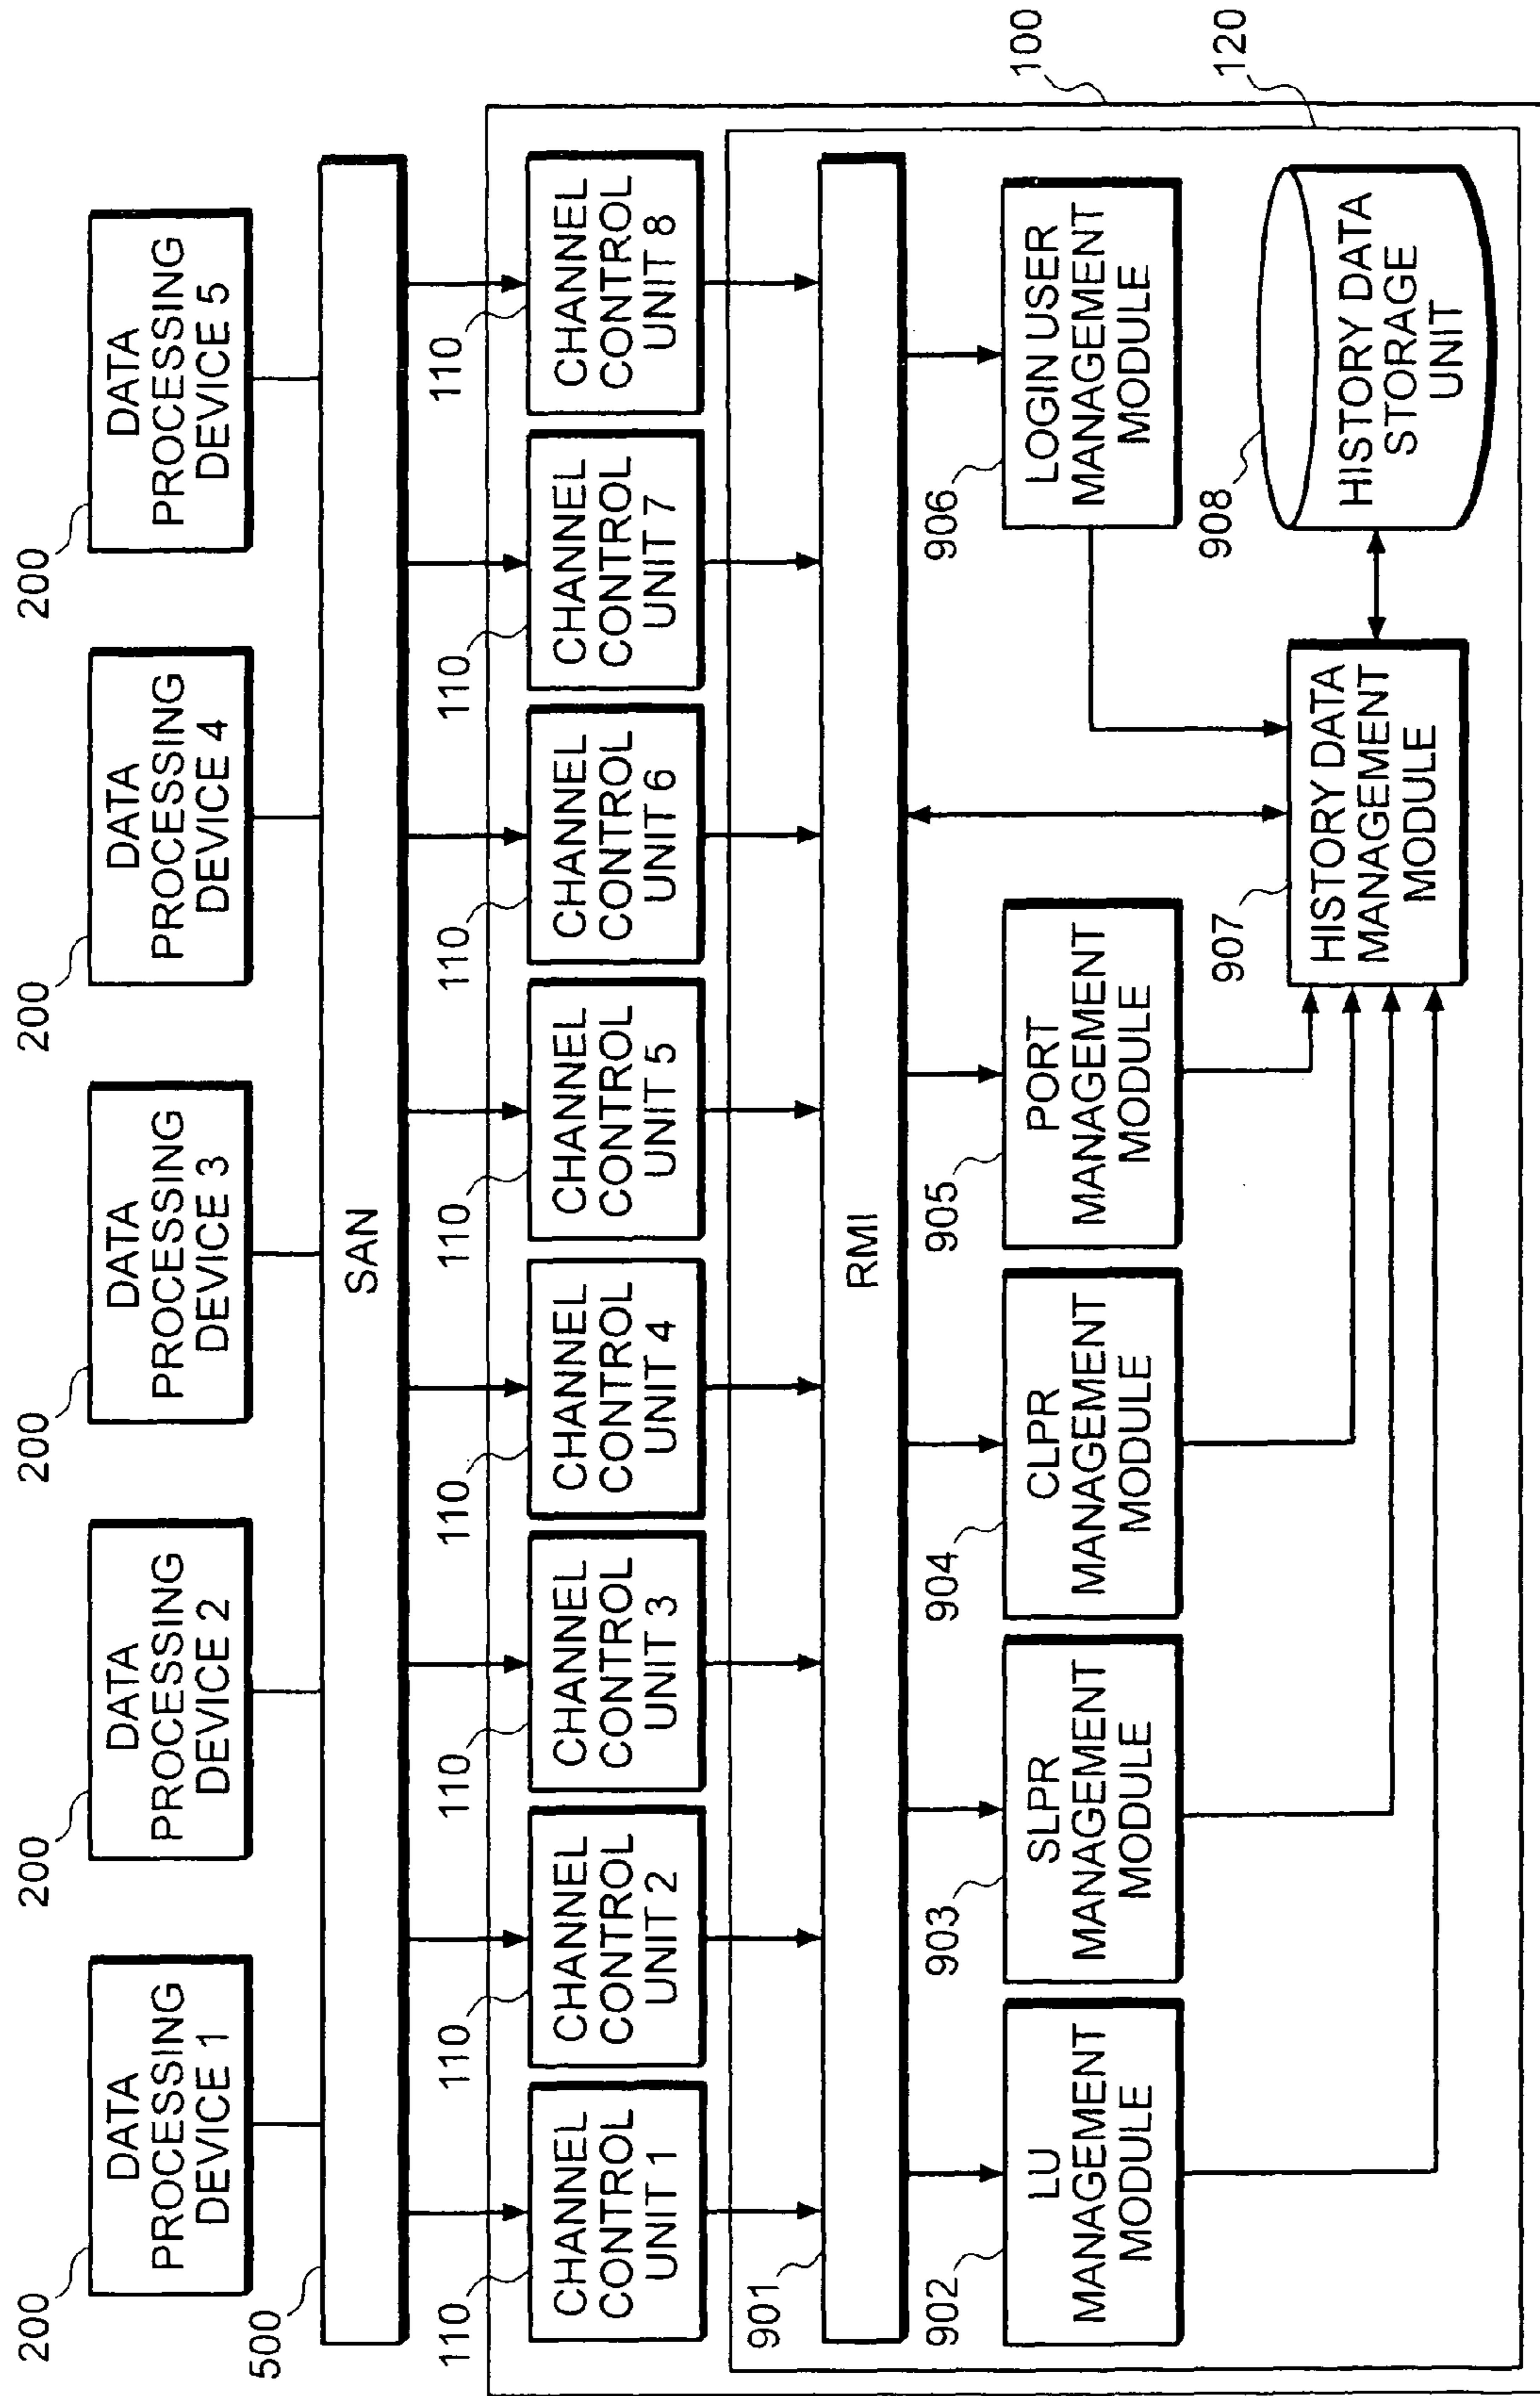 200
DATA
PROCESSING
DEVICE 1
200
DATA
PROCESSING
DEVICE 2
200
DATA
PROCESSING
DEVICE 3
200
DATA
PROCESSING
DEVICE 4
200
DATA
PROCESSING
DEVICE 5
500
SAN
110
CHANNEL
CONTROL
UNIT 1
110
CHANNEL
CONTROL
UNIT 2
110
CHANNEL
CONTROL
UNIT 3
110
CHANNEL
CONTROL
UNIT 4
110
CHANNEL
CONTROL
UNIT 5
110
CHANNEL
CONTROL
UNIT 6
110
CHANNEL
CONTROL
UNIT 7
110
CHANNEL
CONTROL
UNIT 8
100
901
RMI
120
902
LU
MANAGEMENT
MODULE
903
SLPR
MANAGEMENT
MODULE
904
CLPR
MANAGEMENT
MODULE
905
PORT
MANAGEMENT
MODULE
906
LOGIN USER
MANAGEMENT
MODULE
907
HISTORY DATA
MANAGEMENT
MODULE
908
HISTORY DATA
STORAGE
UNIT